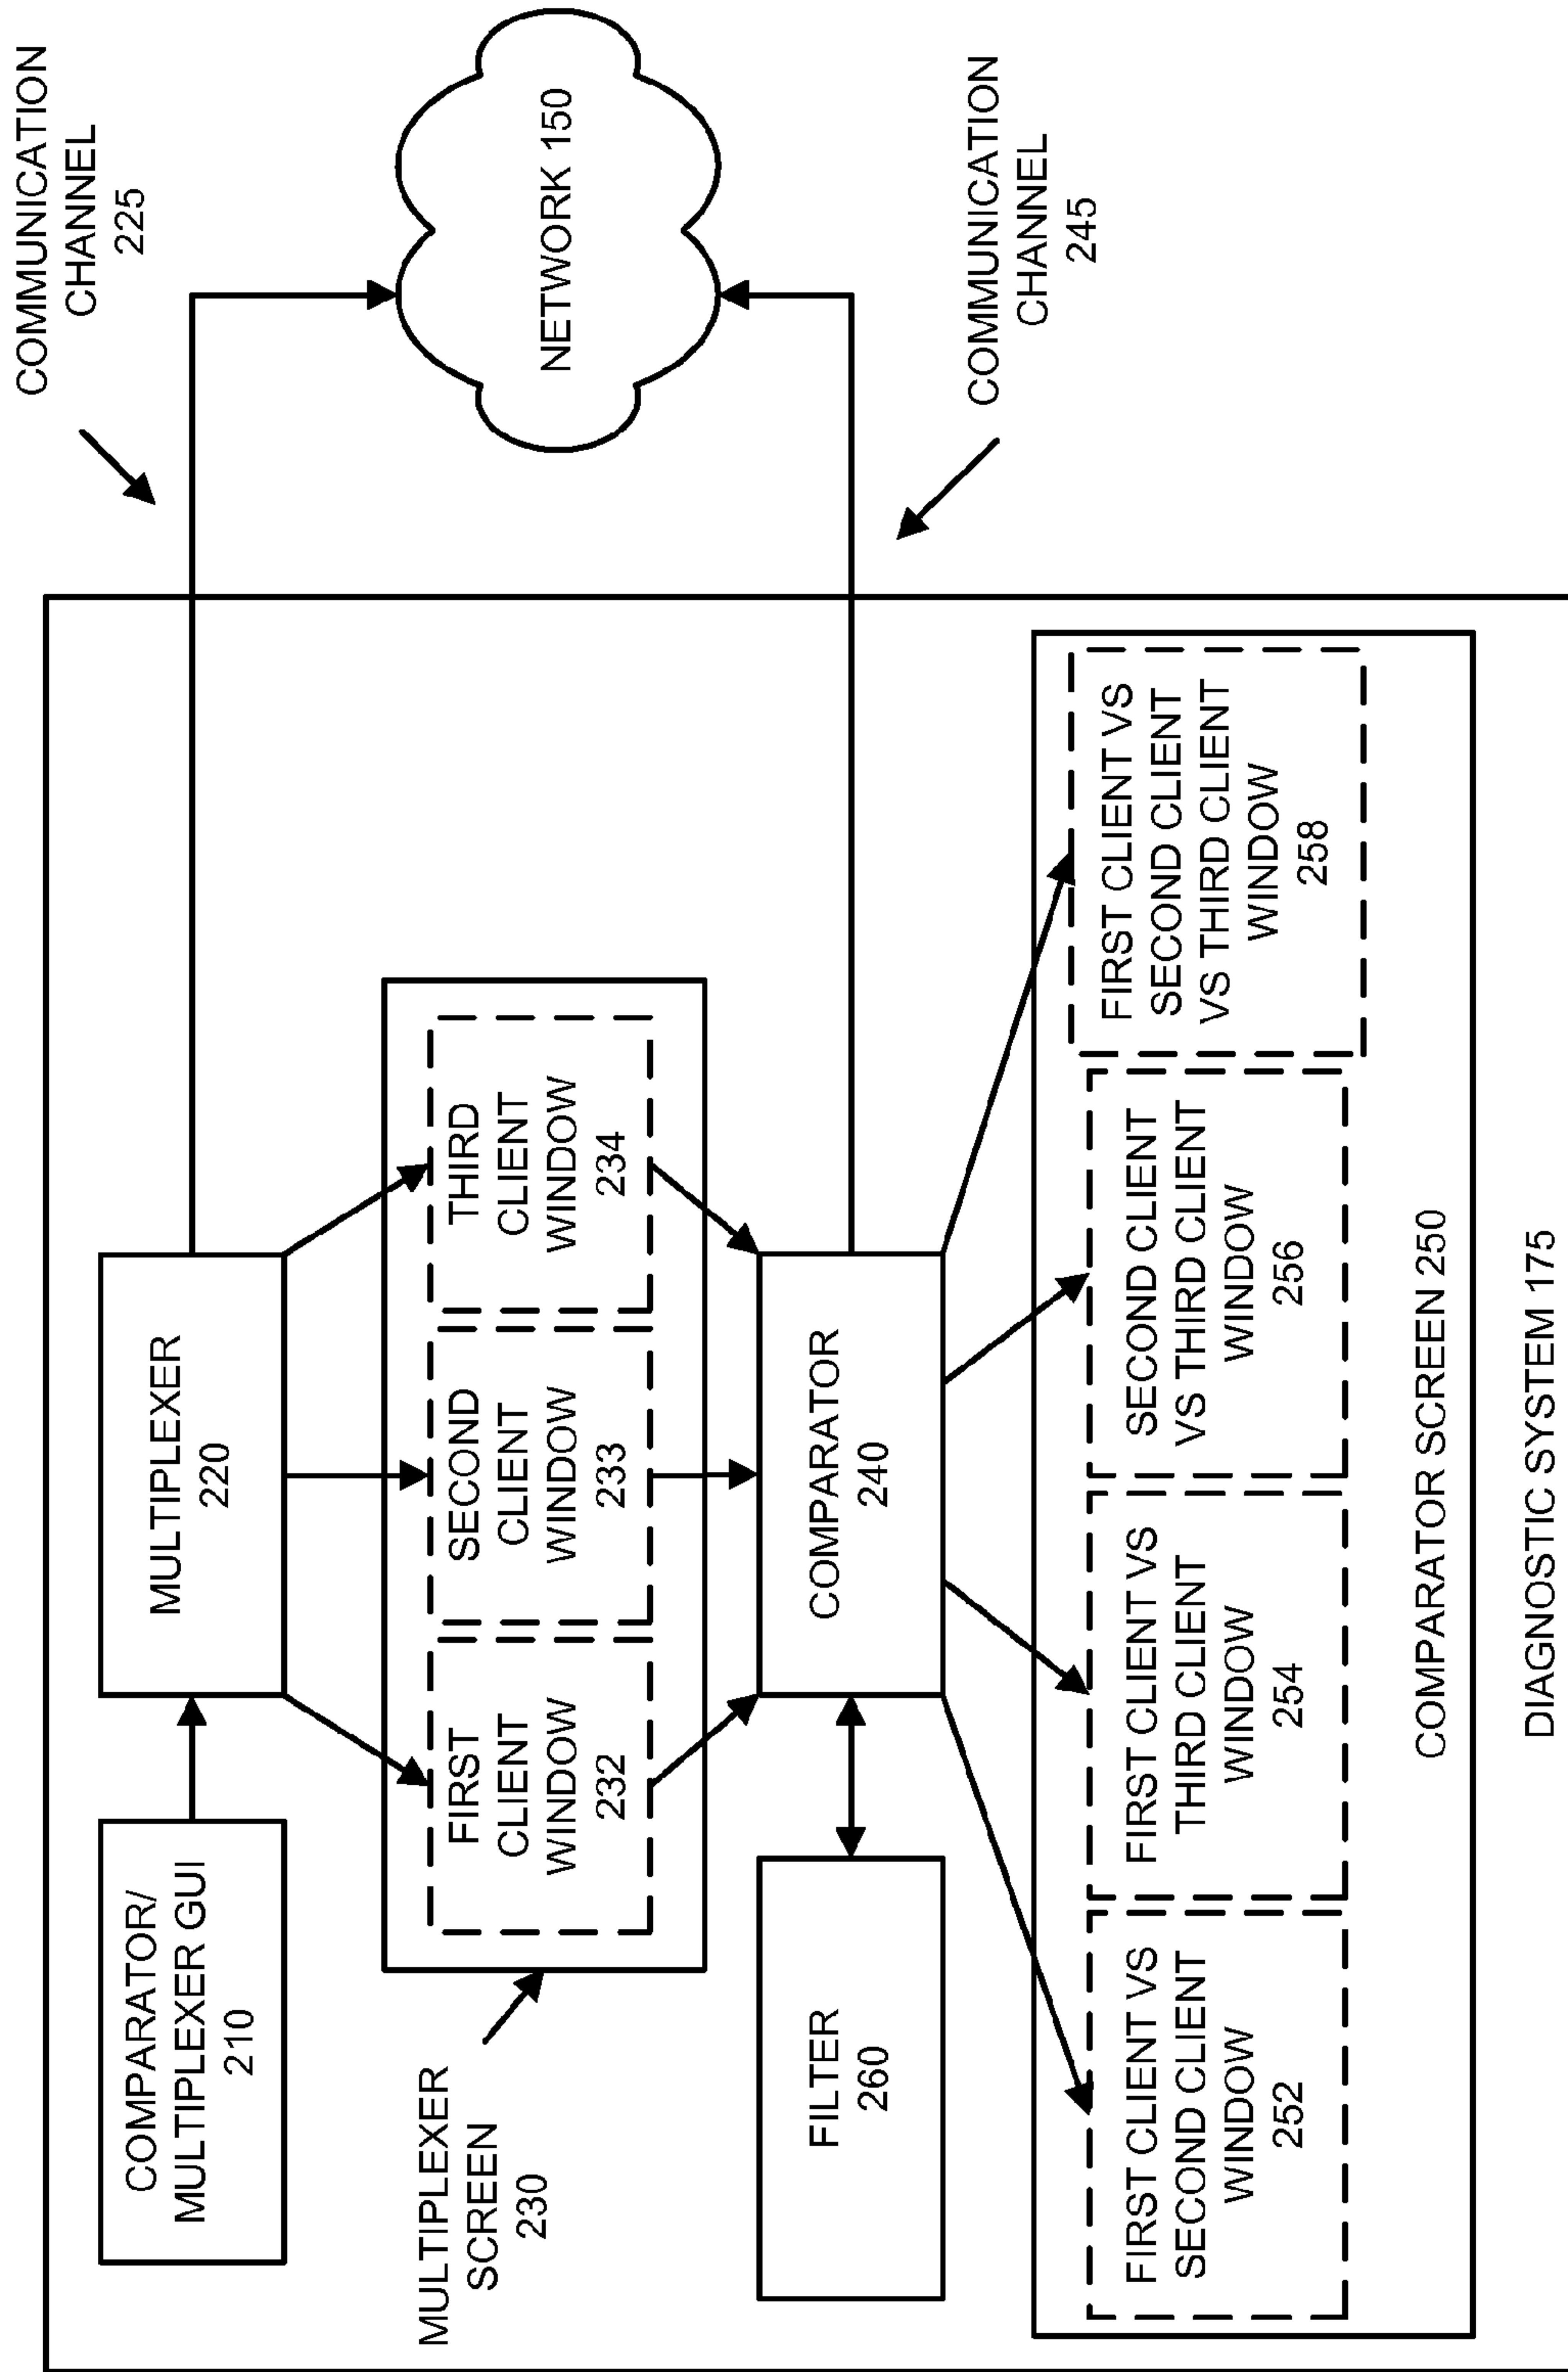 COMPARATOR/
MULTIPLEXER GUI
210
MULTIPLEXER
220
COMMUNICATION
CHANNEL
225
MULTIPLEXER
SCREEN
230
FIRST
CLIENT
WINDOW
232
SECOND
CLIENT
WINDOW
233
THIRD
CLIENT
WINDOW
234
NETWORK 150
FILTER
260
COMPARATOR
240
COMMUNICATION
CHANNEL
245
FIRST CLIENT VS
SECOND CLIENT
WINDOW
252
FIRST CLIENT VS
THIRD CLIENT
WINDOW
254
SECOND CLIENT
VS THIRD CLIENT
WINDOW
256
FIRST CLIENT VS
SECOND CLIENT
VS THIRD CLIENT
WINDOW
258
COMPARATOR SCREEN 250
DIAGNOSTIC SYSTEM 175